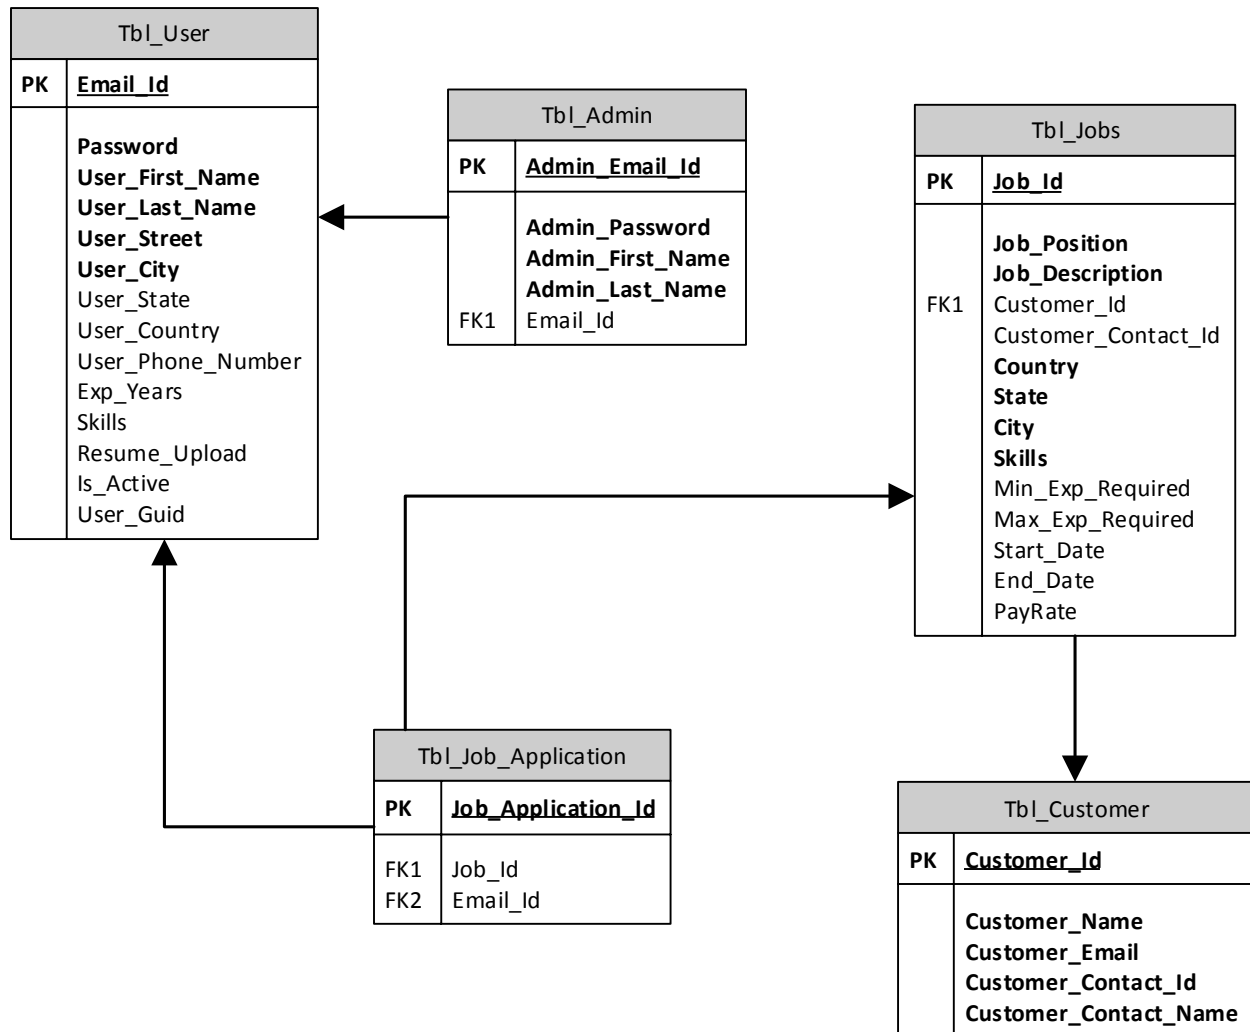 Tbl_User
PK Email_Id
Password
User_First_Name
User_Last_Name
User_Street
User_City
User_State
User_Country
User_Phone_Number
Exp_Years
Skills
Resume_Upload
Is_Active
User_Guid
Tbl_Admin
PK Admin_Email_Id
Admin_Password
Admin_First_Name
Admin_Last_Name
FK1 Email_Id
Tbl_Jobs
PK Job_Id
Job_Position
Job_Description
FK1 Customer_Id
Customer_Contact_Id
Country
State
City
Skills
Min_Exp_Required
Max_Exp_Required
Start_Date
End_Date
PayRate
Tbl_Job_Application
PK Job_Application_Id
FK1 Job_Id
FK2 Email_Id
Tbl_Customer
PK Customer_Id
Customer_Name
Customer_Email
Customer_Contact_Id
Customer_Contact_Name